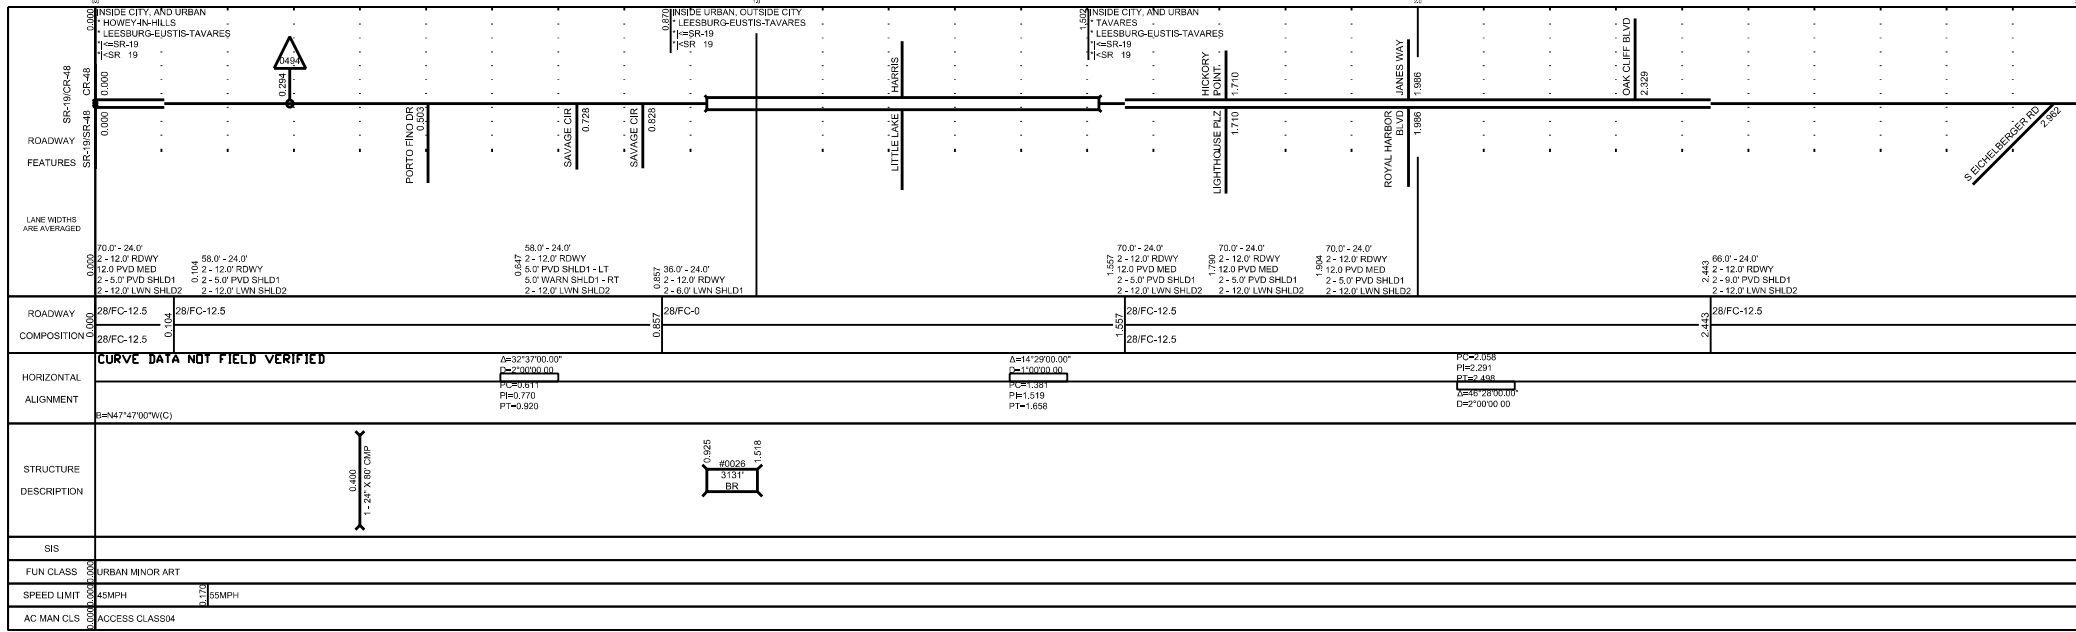 INSIDE CITY, AND URBAN
* HOWEY-IN-HILLS
* LEESBURG-EUSTIS-TAVARES
*|<=SR-19
*|<SR 19
0.000
0.870
INSIDE URBAN, OUTSIDE CITY
* LEESBURG-EUSTIS-TAVARES
*|<=SR-19
*|<SR 19
1.502
INSIDE CITY, AND URBAN
* TAVARES
* LEESBURG-EUSTIS-TAVARES
*|<=SR-19
*|<SR 19
SR-19/CR-48
CR-48
0.000
SR-19/SR-48
0.000
0494
0.294
PORTO FINO DR
0.503
SAVAGE CIR
0.728
SAVAGE CIR
0.828
HARRIS
LITTLE LAKE
HICKORY
POINT.
1.710
LIGHTHOUSE PLZ
1.710
JANES WAY
1.986
ROYAL HARBOR
BLVD
1.986
OAK CLIFF BLVD
2.329
S EICHELBERGER RD
2.962
ROADWAY
FEATURES
LANE WIDTHS
ARE AVERAGED
0.000
70.0' - 24.0'
2 - 12.0' RDWY
12.0 PVD MED
2 - 5.0' PVD SHLD1
2 - 12.0' LWN SHLD2
0.104
58.0' - 24.0'
2 - 12.0' RDWY
2 - 5.0' PVD SHLD1
2 - 12.0' LWN SHLD2
0.647
58.0' - 24.0'
2 - 12.0' RDWY
5.0' PVD SHLD1 - LT
5.0' WARN SHLD1 - RT
2 - 12.0' LWN SHLD2
0.857
36.0' - 24.0'
2 - 12.0' RDWY
2 - 6.0' LWN SHLD1
1.557
70.0' - 24.0'
2 - 12.0' RDWY
12.0 PVD MED
2 - 5.0' PVD SHLD1
2 - 12.0' LWN SHLD2
1.790
70.0' - 24.0'
2 - 12.0' RDWY
12.0 PVD MED
2 - 5.0' PVD SHLD1
2 - 12.0' LWN SHLD2
1.904
70.0' - 24.0'
2 - 12.0' RDWY
12.0 PVD MED
2 - 5.0' PVD SHLD1
2 - 12.0' LWN SHLD2
2.443
66.0' - 24.0'
2 - 12.0' RDWY
2 - 9.0' PVD SHLD1
2 - 12.0' LWN SHLD2
ROADWAY
COMPOSITION
0.000
28/FC-12.5
28/FC-12.5
0.104
28/FC-12.5
0.857
28/FC-0
1.557
28/FC-12.5
28/FC-12.5
2.443
28/FC-12.5
HORIZONTAL
ALIGNMENT
CURVE DATA NOT FIELD VERIFIED
B=N47°47'00"W(C)
Δ=32°37'00.00"
D=2°00'00.00
PC=0.611
PI=0.770
PT=0.920
Δ=14°29'00.00"
D=1°00'00.00
PC=1.381
PI=1.519
PT=1.658
PC=2.058
PI=2.291
PT=2.498
Δ=46°28'00.00"
D=2°00'00.00
STRUCTURE
DESCRIPTION
0.400
1 - 24" X 80' CMP
0.925
1.518
#0026
3131'
BR
SIS
FUN CLASS
0.000
URBAN MINOR ART
SPEED LIMIT
0.000
45MPH
0.170
55MPH
AC MAN CLS
0.000
ACCESS CLASS04